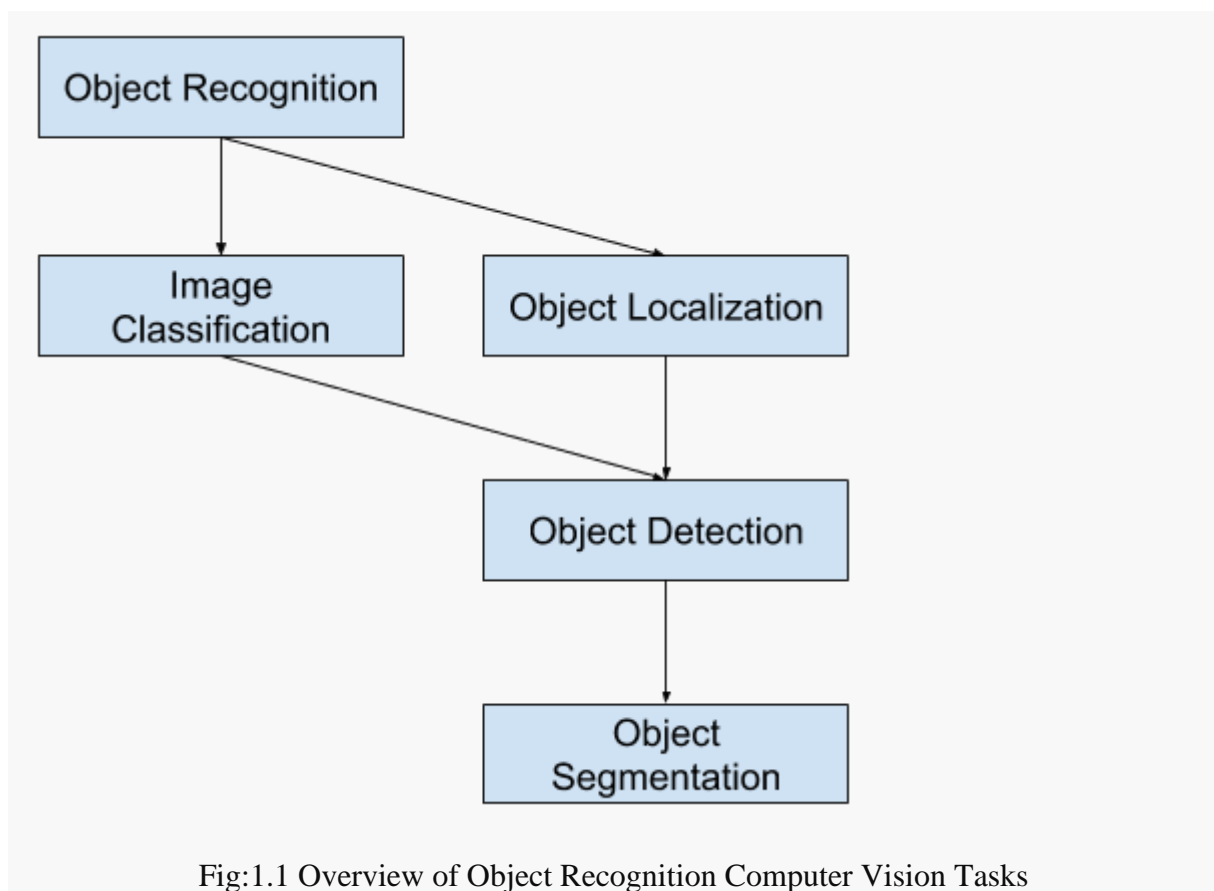 Object Recognition
Image
Classification
Object Localization
Object Detection
Object
Segmentation
Fig:1.1 Overview of Object Recognition Computer Vision Tasks